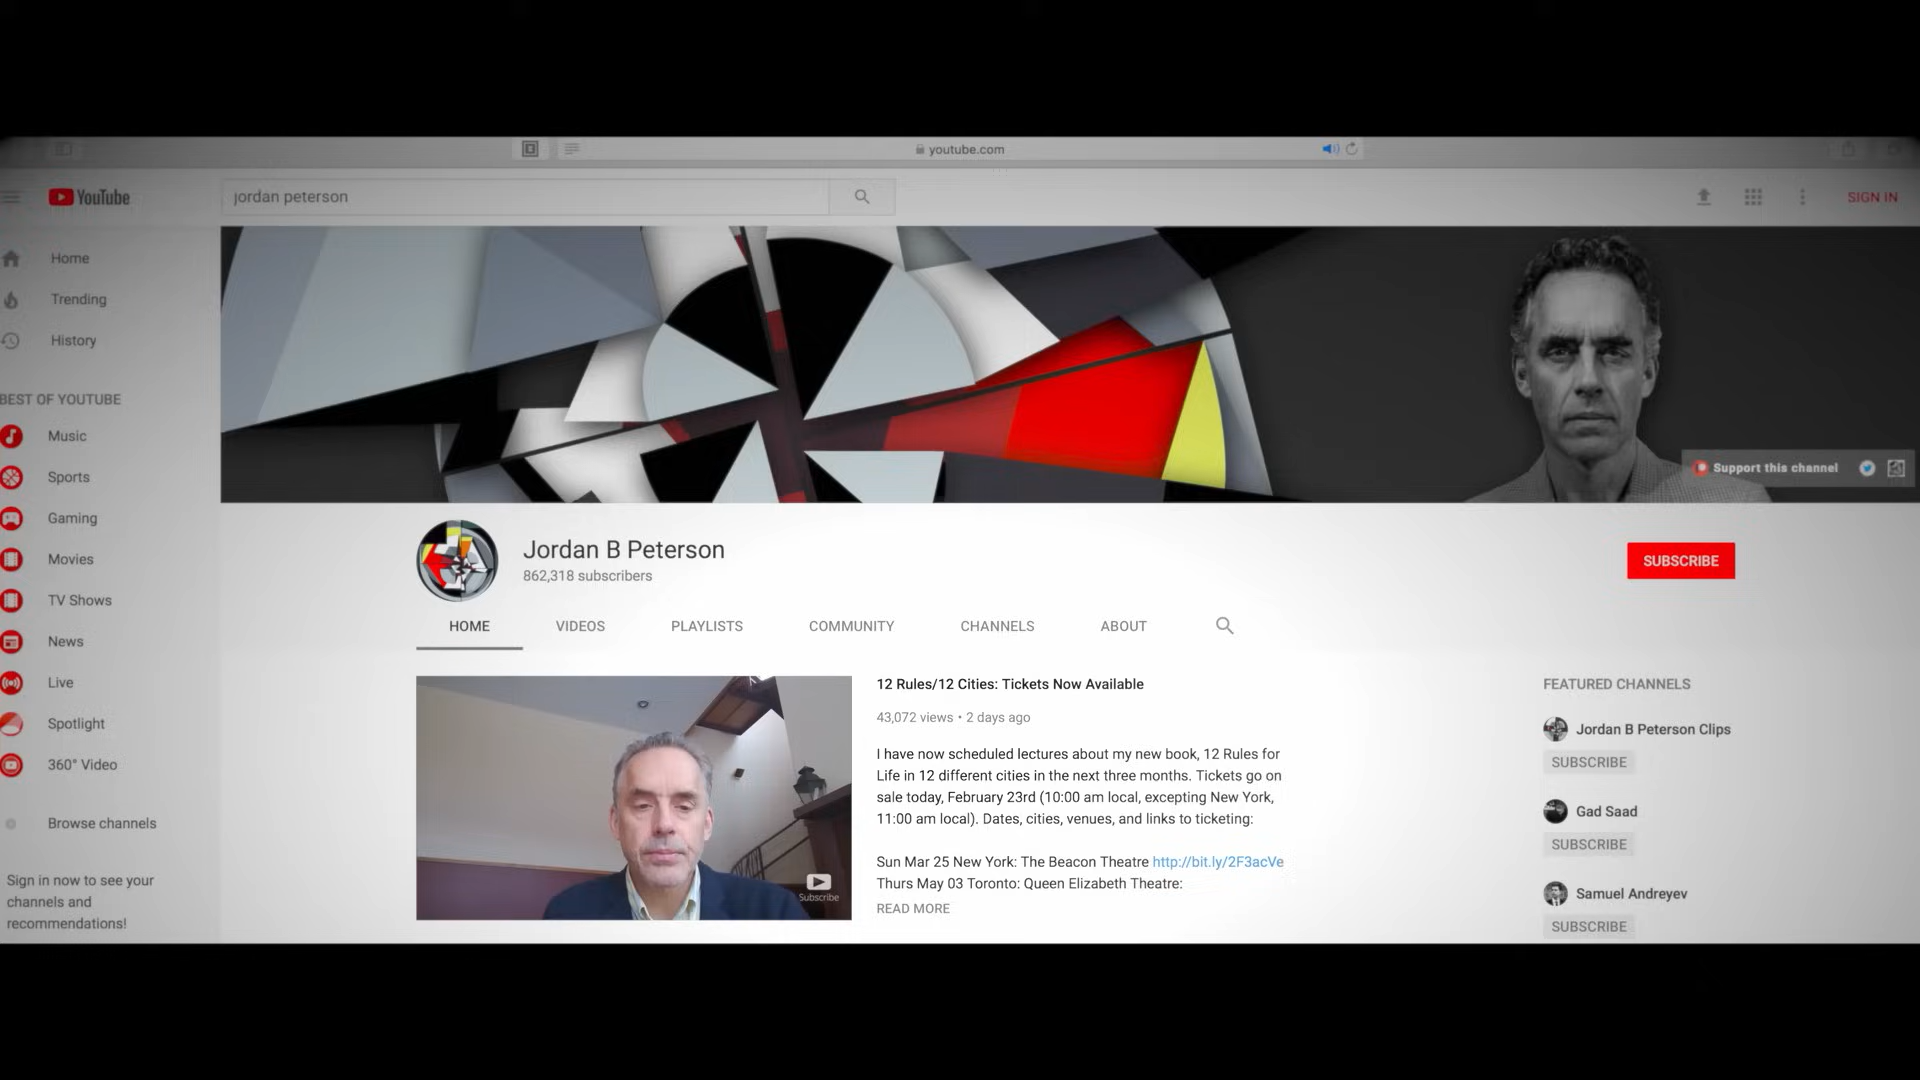 youtube.com
YouTube
jordan peterson
SIGN IN
Home
Trending
History
BEST OF YOUTUBE
Music
Sports
Gaming
Movies
TV Shows
News
Live
Spotlight
360° Video
Browse channels
Sign in now to see your
channels and
recommendations!
Support this channel
Jordan B Peterson
862,318 subscribers
SUBSCRIBE
HOME
VIDEOS
PLAYLISTS
COMMUNITY
CHANNELS
ABOUT
Subscribe
12 Rules/12 Cities: Tickets Now Available
43,072 views • 2 days ago
I have now scheduled lectures about my new book, 12 Rules for
Life in 12 different cities in the next three months. Tickets go on
sale today, February 23rd (10:00 am local, excepting New York,
11:00 am local). Dates, cities, venues, and links to ticketing:
Sun Mar 25 New York: The Beacon Theatre http://bit.ly/2F3acVe
Thurs May 03 Toronto: Queen Elizabeth Theatre:
READ MORE
FEATURED CHANNELS
Jordan B Peterson Clips
SUBSCRIBE
Gad Saad
SUBSCRIBE
Samuel Andreyev
SUBSCRIBE